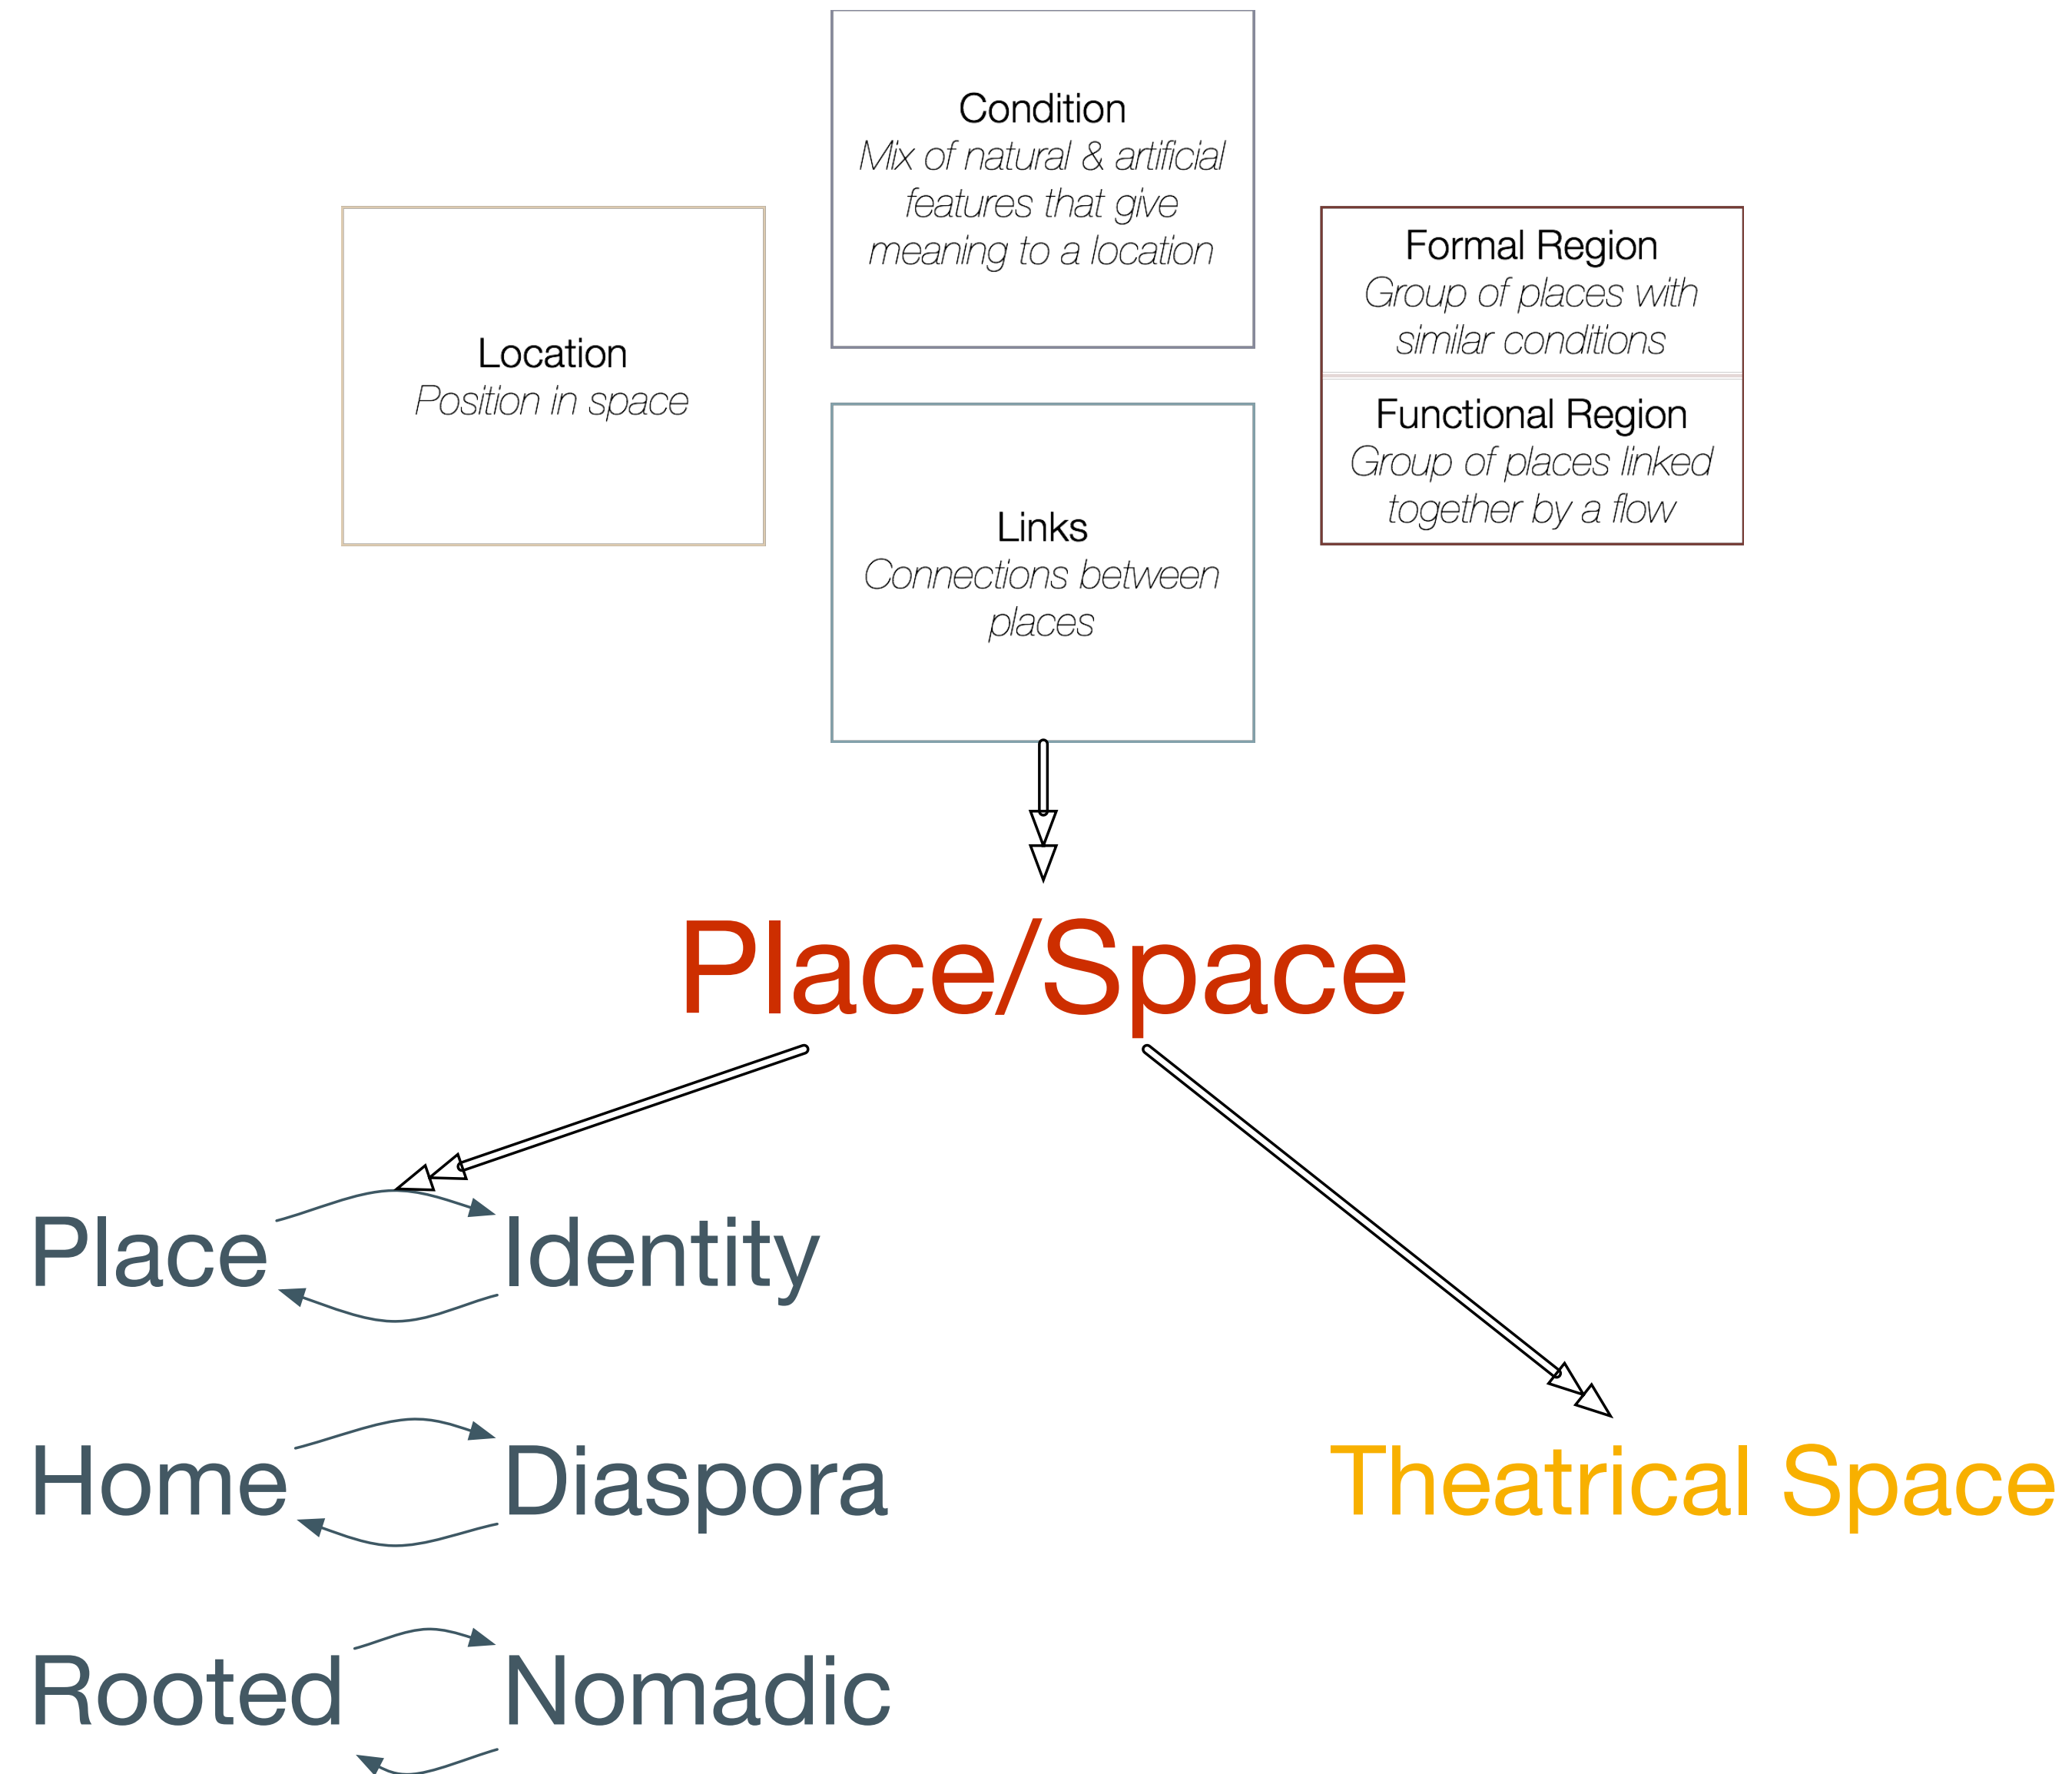 Condition
Mix of natural & artificial
features that give
meaning to a location
Location
Position in space
Formal Region
Group of places with
similar conditions
Functional Region
Group of places linked
together by a flow
Links
Connections between
places
Place/Space
Place Identity
Home Diaspora
Theatrical Space
Rooted Nomadic